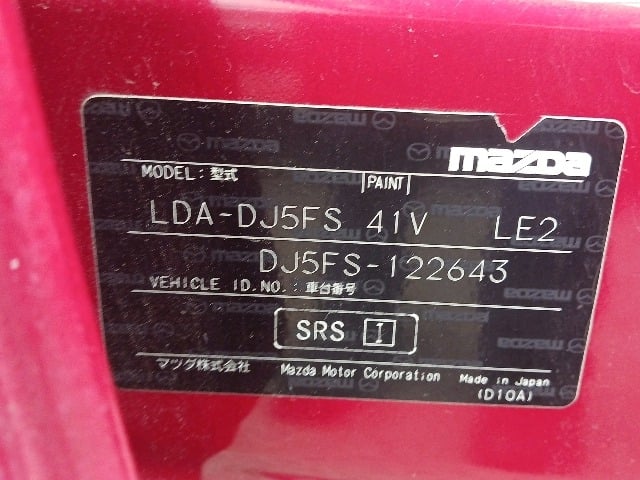 mazda
MODEL: 型式 PAINT
LDA-DJ5FS 41V LE2
DJ5FS-122643
VEHICLE ID.NO.: 車台番号
SRS I
マツダ株式会社 Mazda Motor Corporation Made in Japan
(D10A)